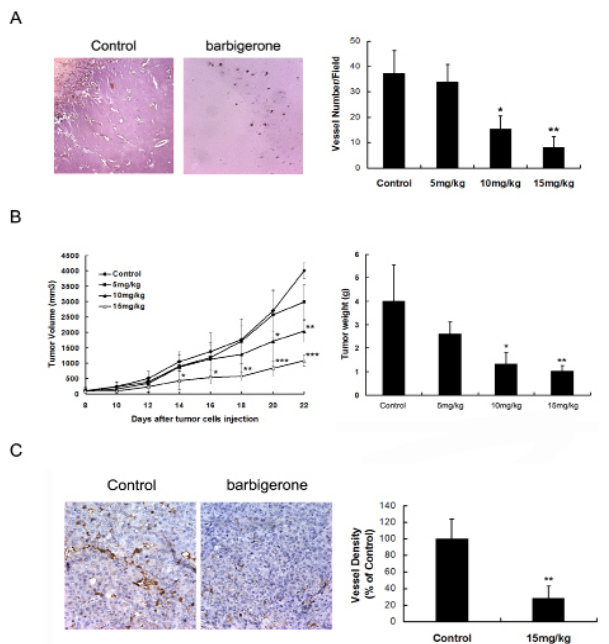 A
Control
barbigerone
Vessel Number/Field
50
40
30
20
10
0
*
**
Control 5mg/kg 10mg/kg 15mg/kg
B
Tumor Volume (mm3)
4500
4000
3500
3000
2500
2000
1500
1000
500
0
Control
5mg/kg
10mg/kg
15mg/kg
*
*
**
*
***
**
***
8 10 12 14 16 18 20 22
Days after tumor cells injection
Tumor weight (g)
6
5
4
3
2
1
0
*
**
Control 5mg/kg 10mg/kg 15mg/kg
C
Control
barbigerone
Vessel Density
(% of Control)
140
120
100
80
60
40
20
0
**
Control 15mg/kg